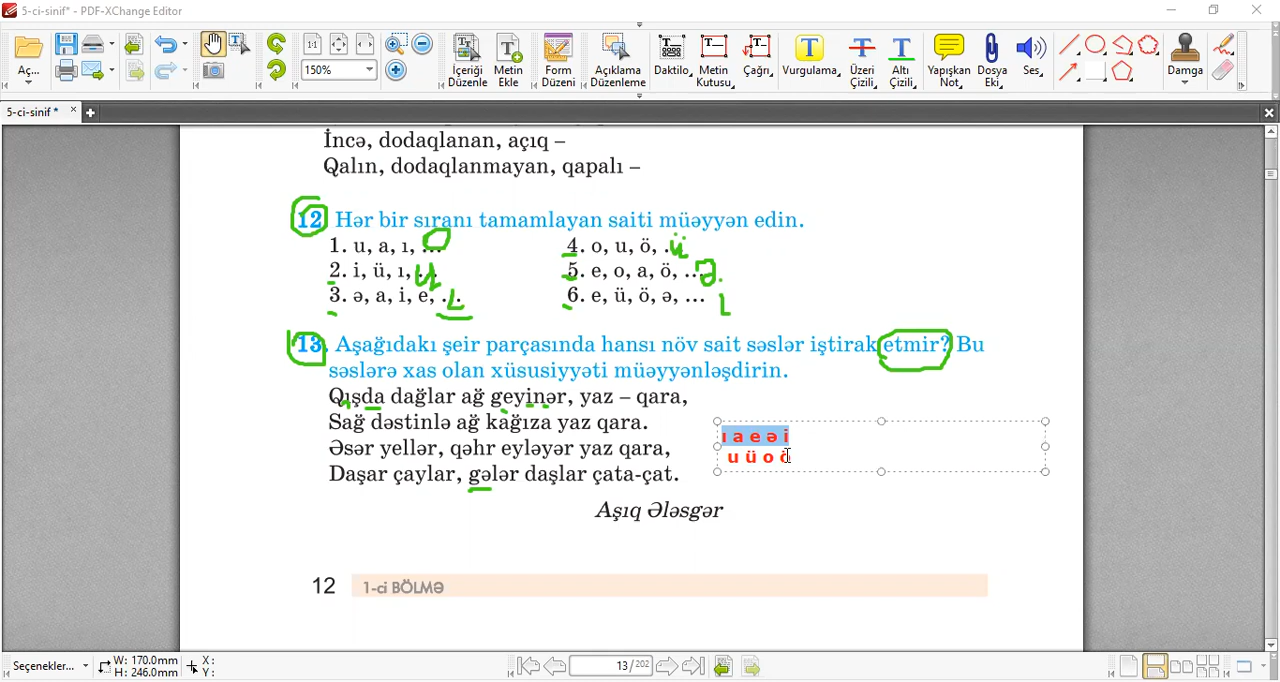 5-ci-sinif* - PDF-XChange Editor
Aç...
150%
İçeriği Düzenle
Metin Ekle
Form Düzeni
Açıklama Düzenleme
Daktilo
Metin Kutusu
Çağrı
Vurgulama
Üzeri Çizili
Altı Çizili
Yapışkan Not
Dosya Eki
Ses
Damga
5-ci-sinif *
İncə, dodaqlanan, açıq –
Qalın, dodaqlanmayan, qapalı –
12 Hər bir sıranı tamamlayan saiti müəyyən edin.
1. u, a, ı, ... o
4. o, u, ö, ... ü
2. i, ü, ı, ... u
5. e, o, a, ö, ... ə
3. ə, a, i, e, ... ı
6. e, ü, ö, ə, ... i
13. Aşağıdakı şeir parçasında hansı növ sait səslər iştirak etmir? Bu
səslərə xas olan xüsusiyyəti müəyyənləşdirin.
Qışda dağlar ağ geyinər, yaz – qara,
Sağ dəstinlə ağ kağıza yaz qara.
Əsər yellər, qəhr eyləyər yaz qara,
Daşar çaylar, gələr daşlar çata-çat.
ı a e ə i
u ü o ö
Aşıq Ələsgər
12 1-ci BÖLMƏ
Seçenekler...
W: 170.0mm
H: 246.0mm
X:
Y:
13 / 202